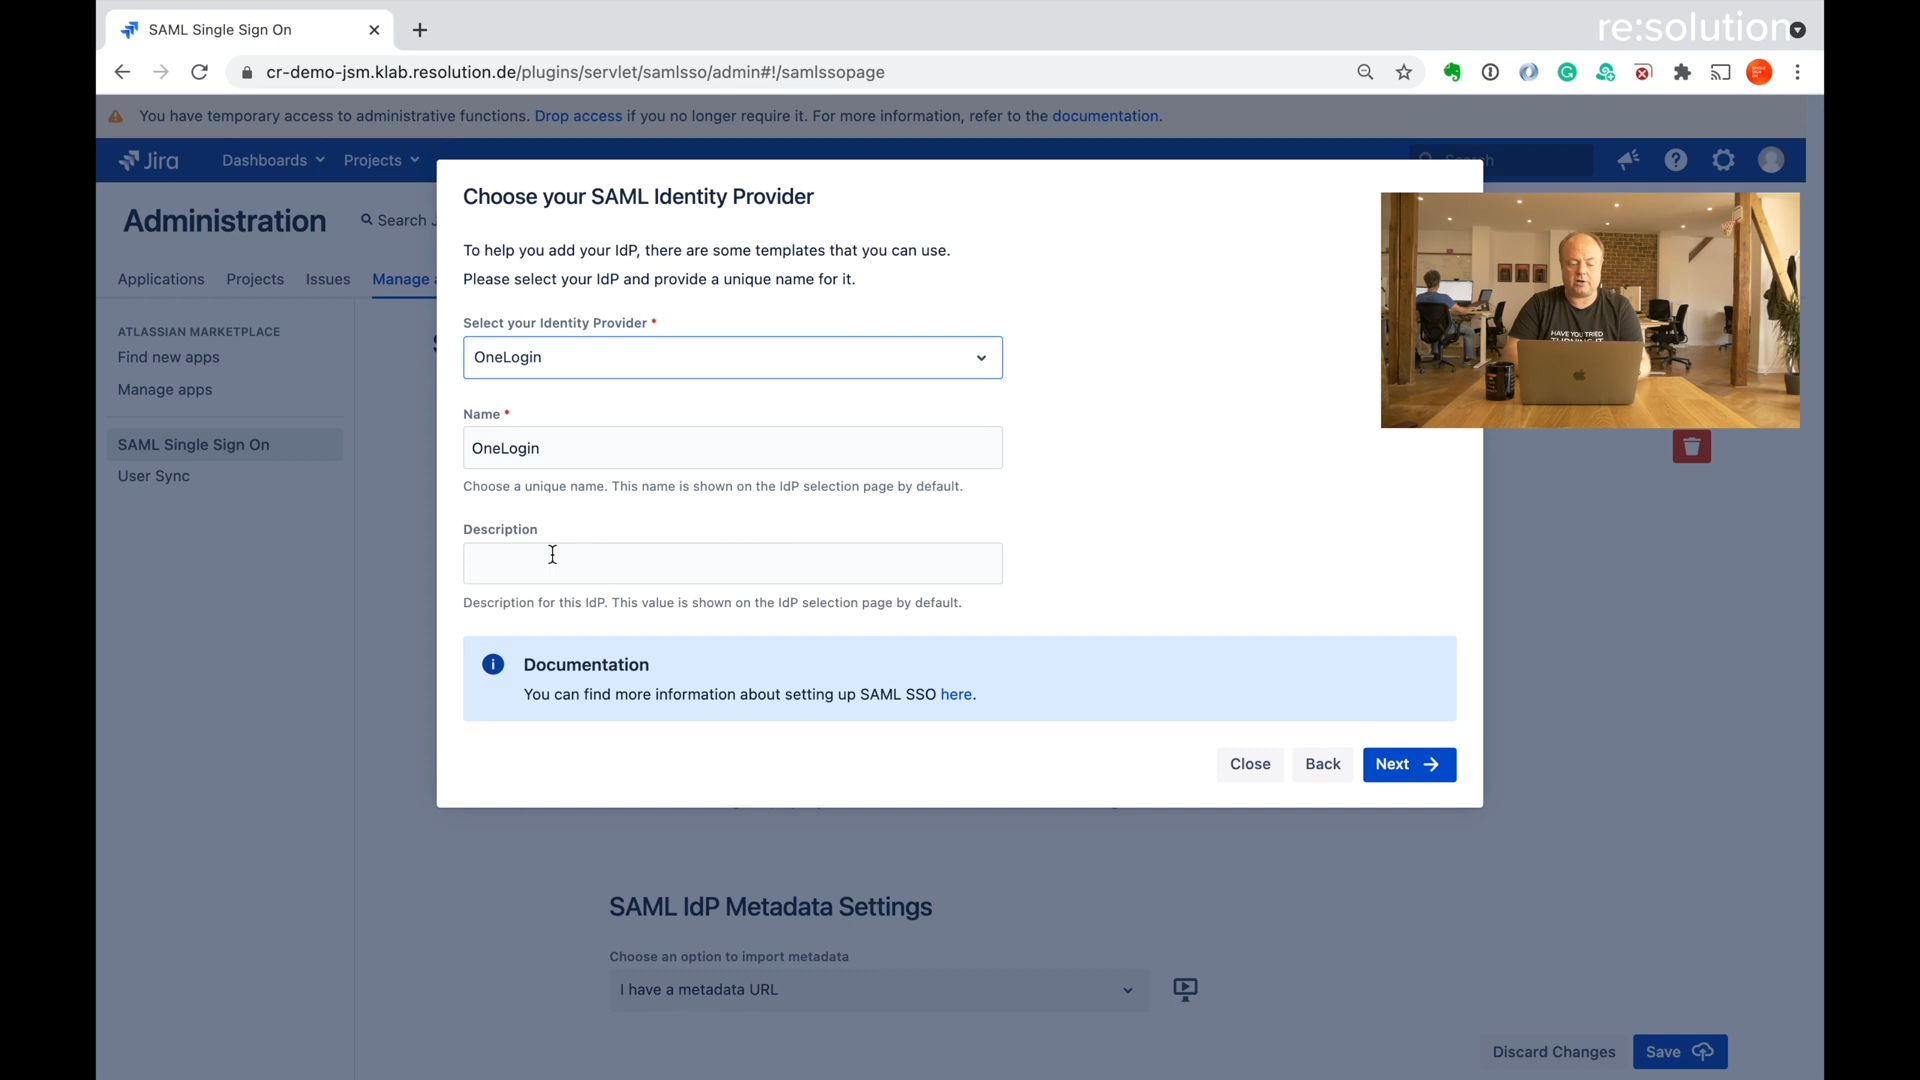 SAML Single Sign On
re:solution
cr-demo-jsm.klab.resolution.de/plugins/servlet/samlsso/admin#!/samlssopage
You have temporary access to administrative functions. Drop access if you no longer require it. For more information, refer to the documentation.
Jira
Dashboards
Projects
Search
Administration
Search J
Applications
Projects
Issues
Manage a
ATLASSIAN MARKETPLACE
Find new apps
Manage apps
SAML Single Sign On
User Sync
Choose your SAML Identity Provider
To help you add your IdP, there are some templates that you can use.
Please select your IdP and provide a unique name for it.
Select your Identity Provider *
OneLogin
Name *
OneLogin
Choose a unique name. This name is shown on the IdP selection page by default.
Description
Description for this IdP. This value is shown on the IdP selection page by default.
Documentation
You can find more information about setting up SAML SSO here.
Close
Back
Next
HAVE YOU TRIED
TURNING IT
SAML IdP Metadata Settings
Choose an option to import metadata
I have a metadata URL
Discard Changes
Save